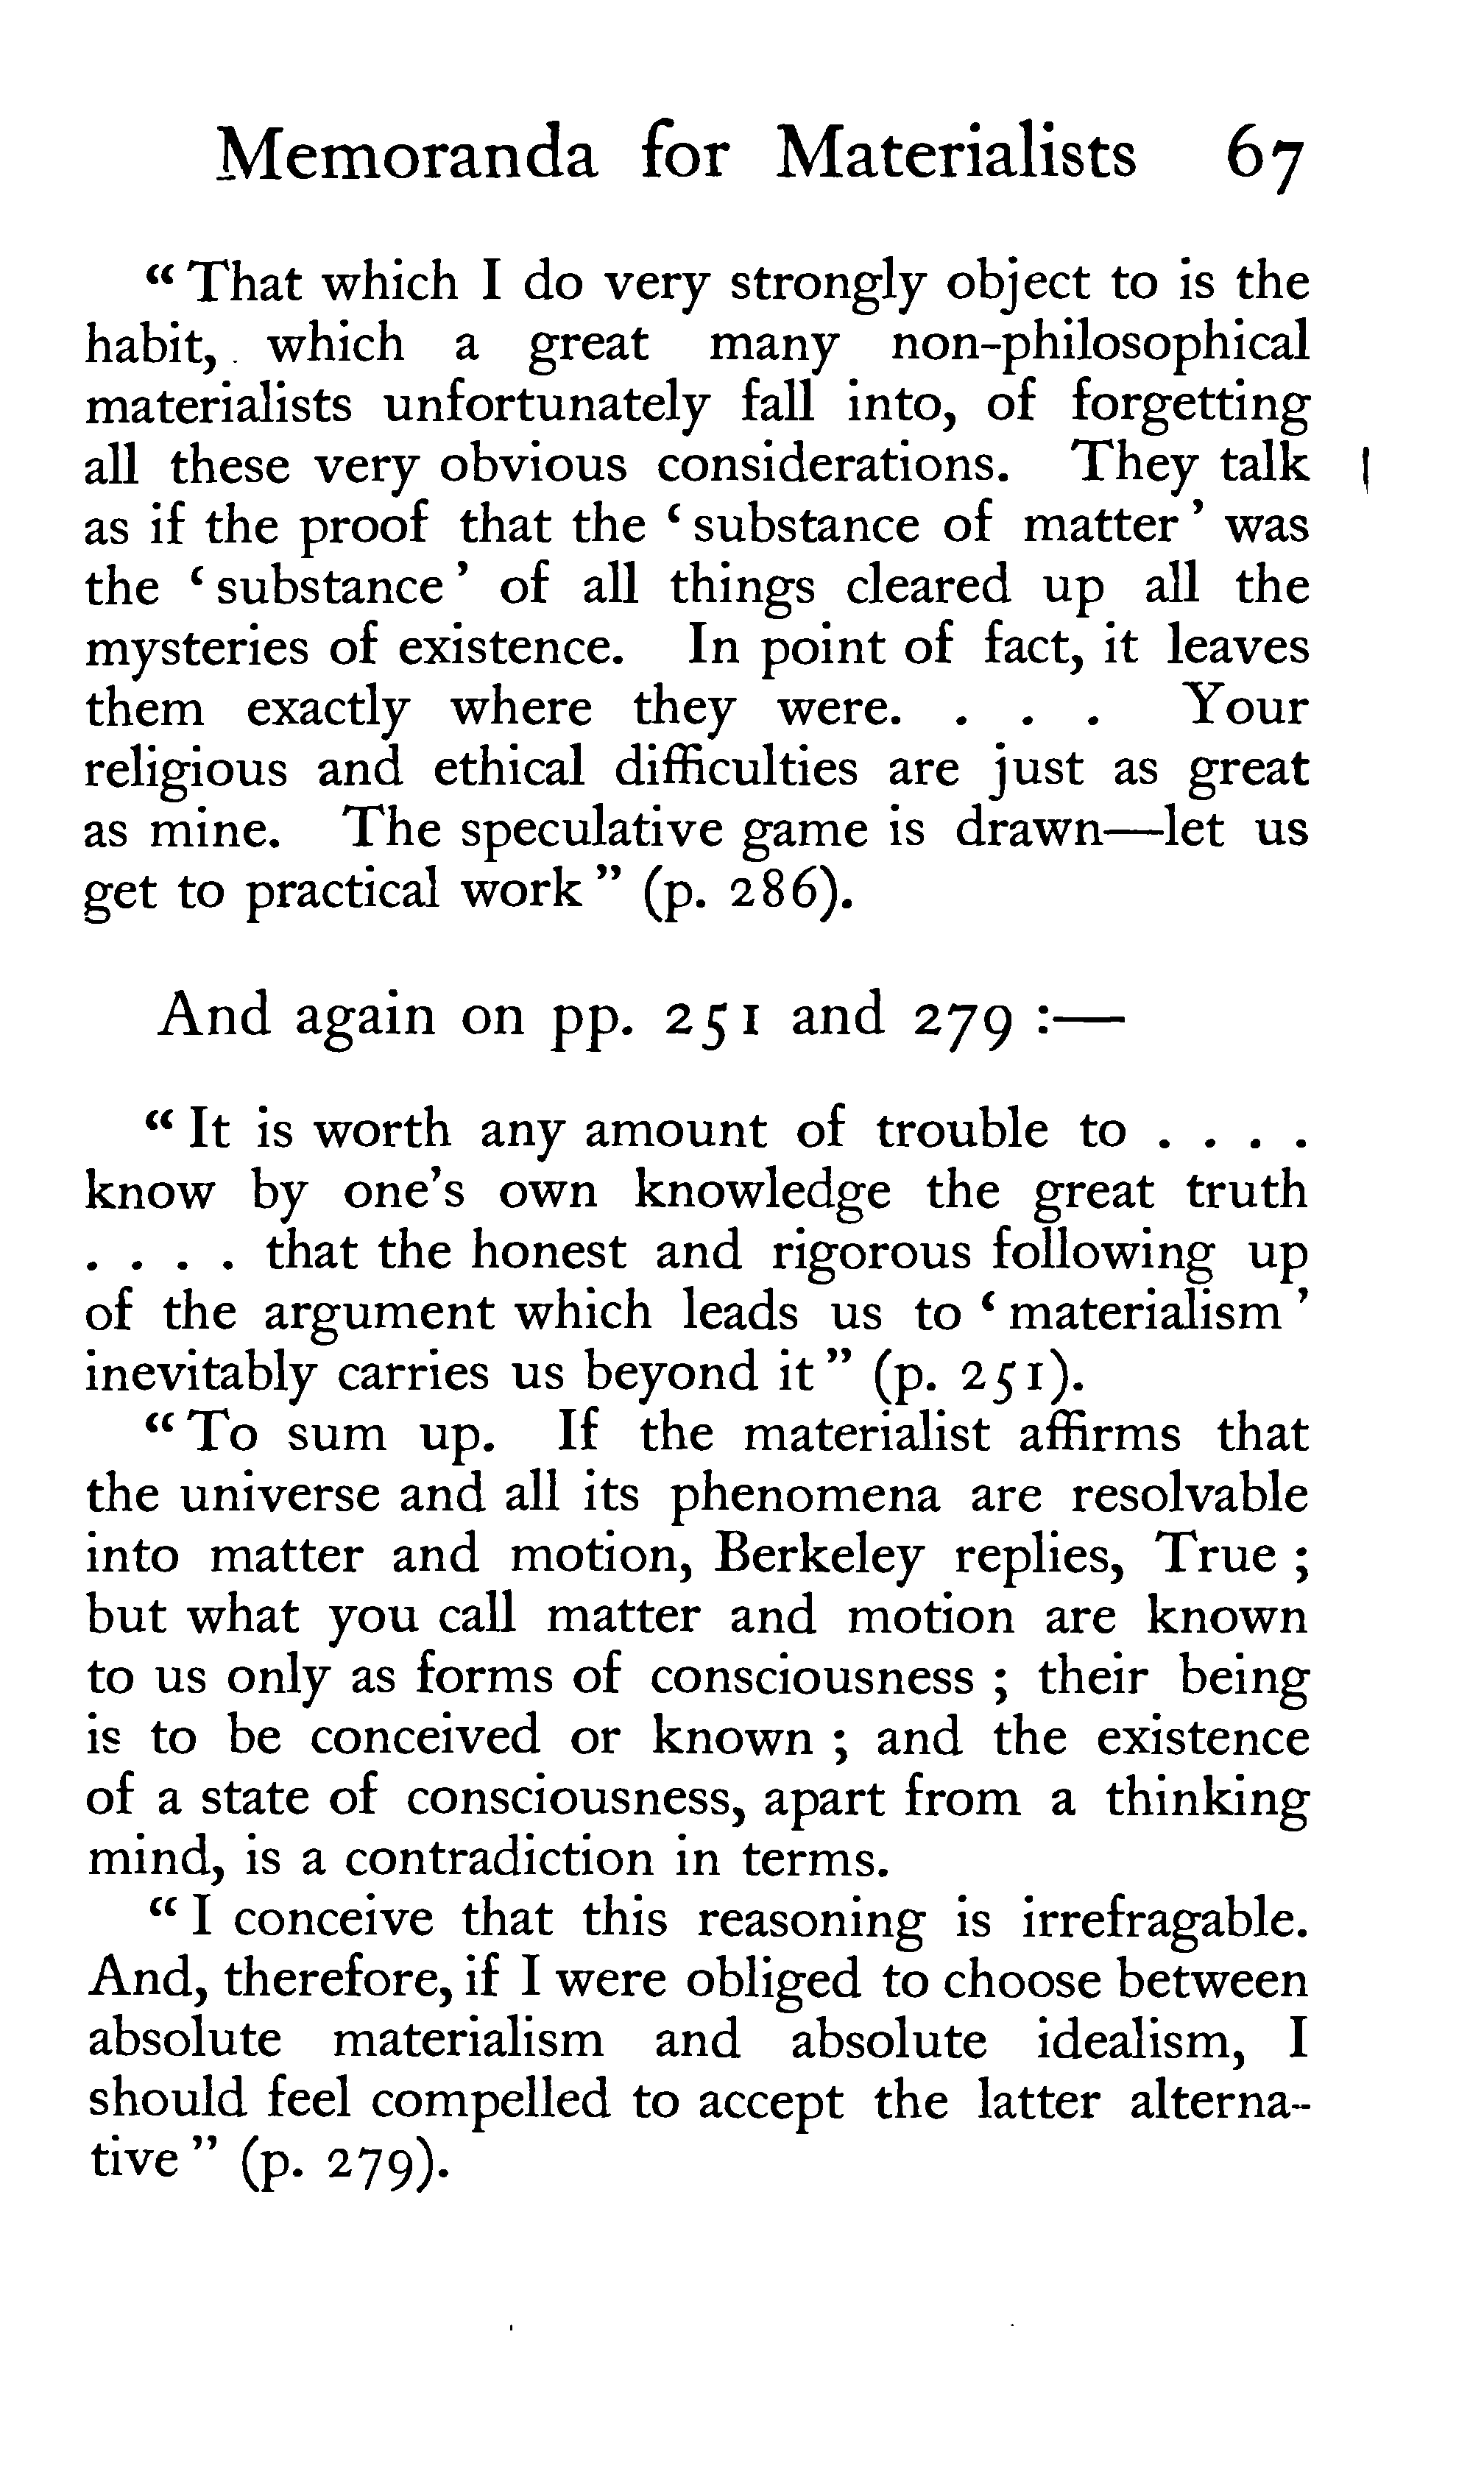 Memoranda for Materialists 67
“ That which I do very strongly object to is the
habit, . which a great many non-philosophical
materialists unfortunately fall into, of forgetting
all these very obvious considerations. They talk
as if the proof that the ‘ substance of matter ’ was
the ‘ substance ’ of all things cleared up all the
mysteries of existence. In point of fact, it leaves
them exactly where they were. . . . Your
religious and ethical difficulties are just as great
as mine. The speculative game is drawn—let us
get to practical work ” (p. 286).
And again on pp. 251 and 279 :—
“ It is worth any amount of trouble to . . . .
know by one’s own knowledge the great truth
. . . . that the honest and rigorous following up
of the argument which leads us to ‘ materialism ’
inevitably carries us beyond it ” (p. 251).
“ To sum up. If the materialist affirms that
the universe and all its phenomena are resolvable
into matter and motion, Berkeley replies, True ;
but what you call matter and motion are known
to us only as forms of consciousness ; their being
is to be conceived or known ; and the existence
of a state of consciousness, apart from a thinking
mind, is a contradiction in terms.
“ I conceive that this reasoning is irrefragable.
And, therefore, if I were obliged to choose between
absolute materialism and absolute idealism, I
should feel compelled to accept the latter alterna-
tive ” (p. 279).